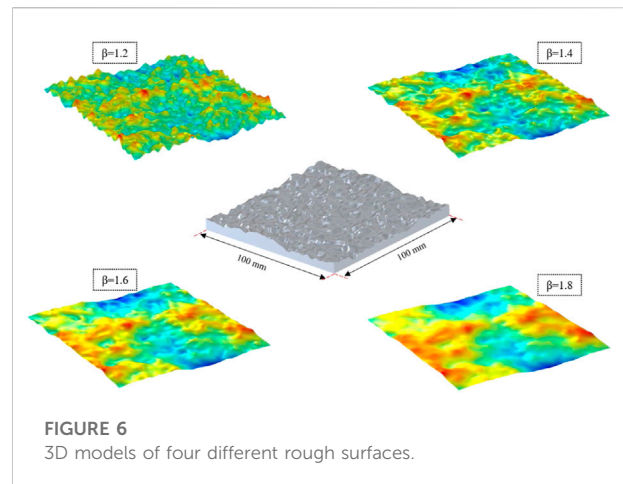 β=1.2
β=1.4
100 mm
100 mm
β=1.6
β=1.8
FIGURE 6
3D models of four different rough surfaces.